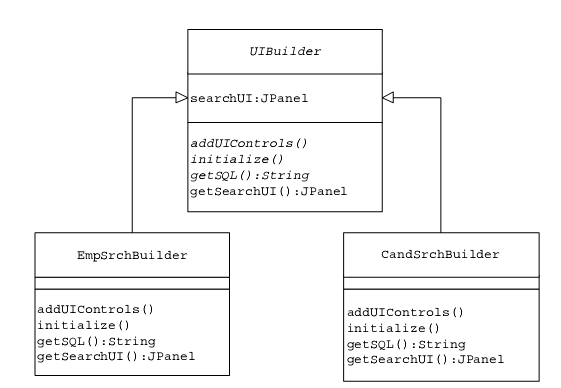 UIBuilder
searchUI:JPanel
addUIControls()
initialize()
getSQL():String
getSearchUI():JPanel
EmpSrchBuilder
addUIControls()
initialize()
getSQL():String
getSearchUI():JPanel
CandSrchBuilder
addUIControls()
initialize()
getSQL():String
getSearchUI():JPanel